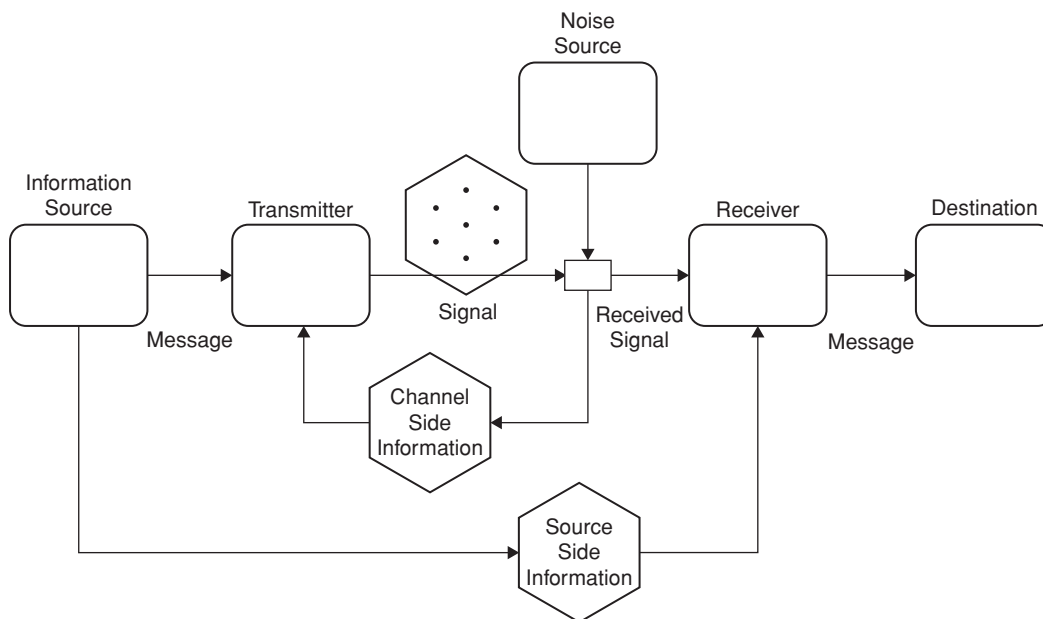 Noise
Source
Information
Source
Transmitter
Receiver
Destination
Message
Signal
Received
Signal
Message
Channel
Side
Information
Source
Side
Information